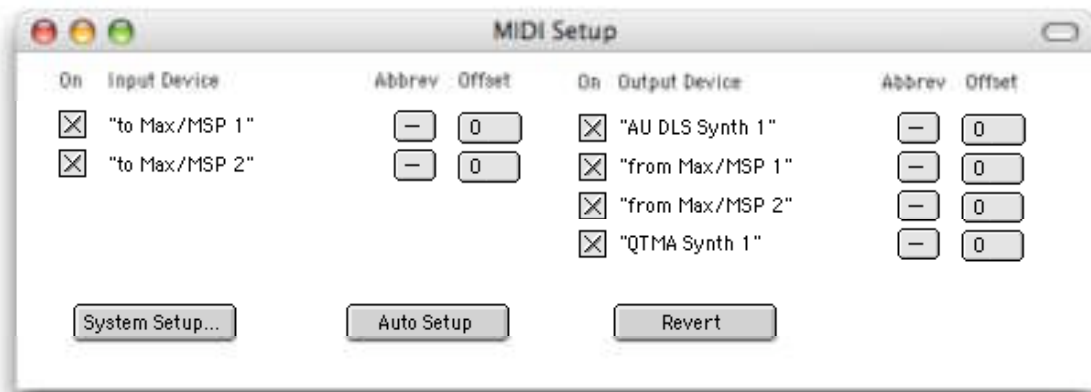 MIDI Setup
On Input Device Abbrev Offset On Output Device Abbrev Offset
"to Max/MSP 1" – 0 "AU DLS Synth 1" – 0
"to Max/MSP 2" – 0 "from Max/MSP 1" – 0
"from Max/MSP 2" – 0
"QTMA Synth 1" – 0
System Setup... Auto Setup Revert